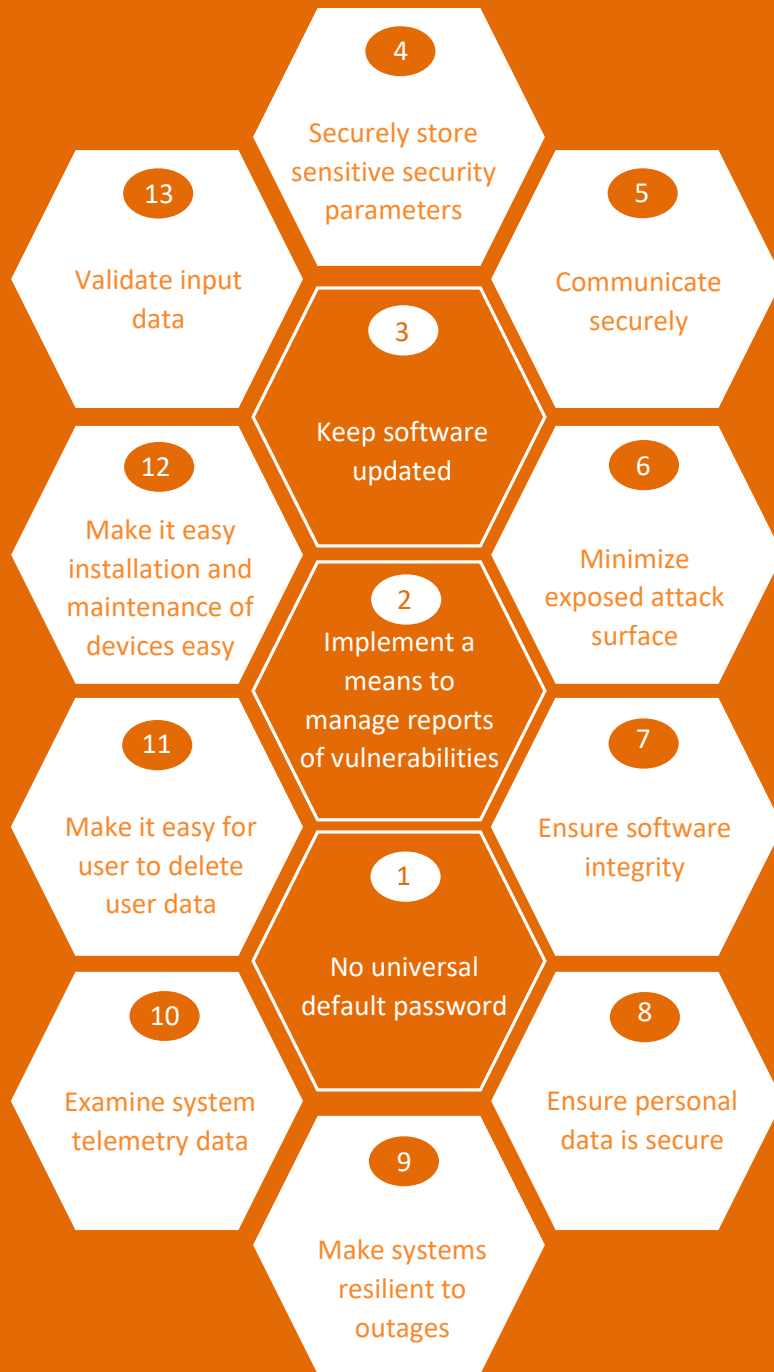 4
Securely store
sensitive security
parameters
13
Validate input
data
5
Communicate
securely
3
Keep software
updated
12
Make it easy
installation and
maintenance of
devices easy
6
Minimize
exposed attack
surface
2
Implement a
means to
manage reports
of vulnerabilities
11
Make it easy for
user to delete
user data
7
Ensure software
integrity
1
No universal
default password
10
Examine system
telemetry data
8
Ensure personal
data is secure
9
Make systems
resilient to
outages